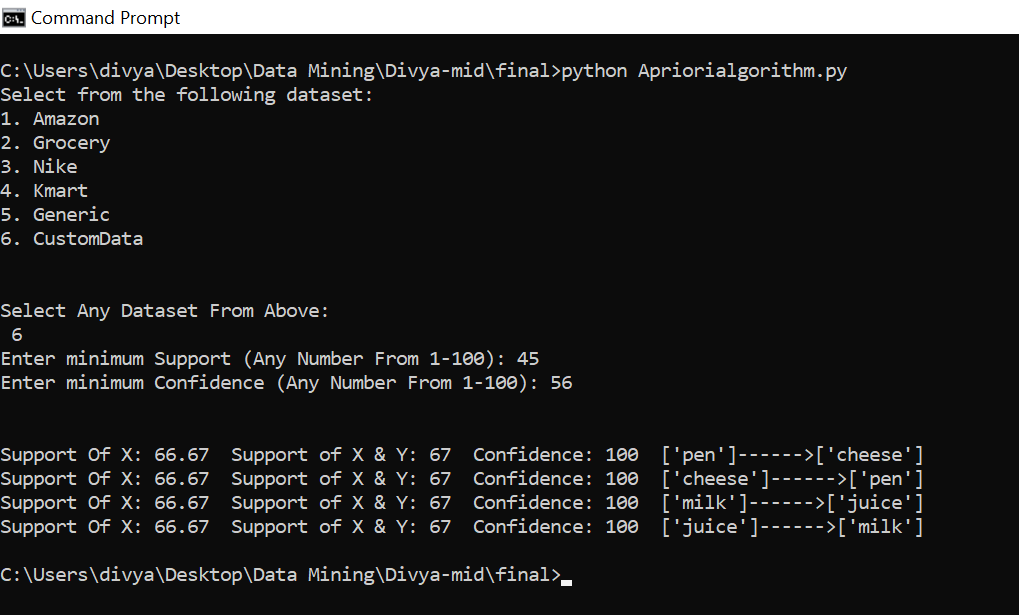 Command Prompt
C:\Users\divya\Desktop\Data Mining\Divya-mid\final>python Apriorialgorithm.py
Select from the following dataset:
1. Amazon
2. Grocery
3. Nike
4. Kmart
5. Generic
6. CustomData
Select Any Dataset From Above:
6
Enter minimum Support (Any Number From 1-100): 45
Enter minimum Confidence (Any Number From 1-100): 56
Support Of X: 66.67  Support of X & Y: 67  Confidence: 100  ['pen']------>['cheese']
Support Of X: 66.67  Support of X & Y: 67  Confidence: 100  ['cheese']------>['pen']
Support Of X: 66.67  Support of X & Y: 67  Confidence: 100  ['milk']------>['juice']
Support Of X: 66.67  Support of X & Y: 67  Confidence: 100  ['juice']------>['milk']
C:\Users\divya\Desktop\Data Mining\Divya-mid\final>